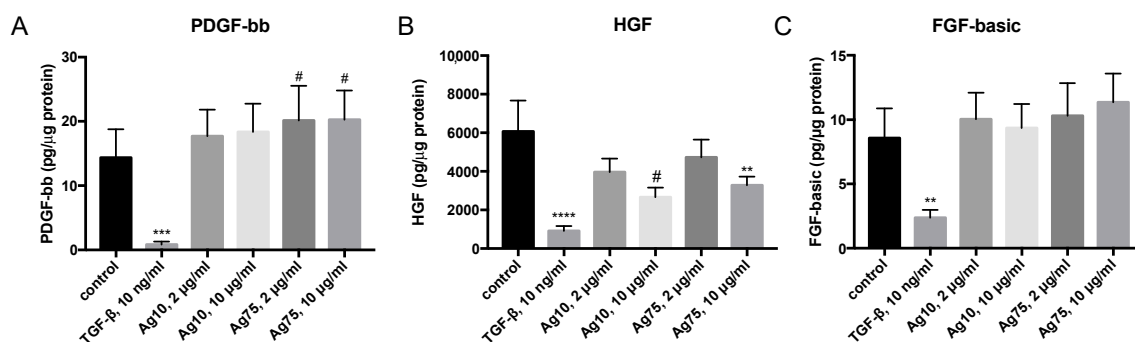 A
PDGF-bb
PDGF-bb (pg/µg protein)
30
20
10
0
#
#
***
control
TGF-β, 10 ng/ml
Ag10, 2 µg/ml
Ag10, 10 µg/ml
Ag75, 2 µg/ml
Ag75, 10 µg/ml
B
HGF
HGF (pg/µg protein)
10,000
8000
6000
4000
2000
0
****
#
**
control
TGF-β, 10 ng/ml
Ag10, 2 µg/ml
Ag10, 10 µg/ml
Ag75, 2 µg/ml
Ag75, 10 µg/ml
C
FGF-basic
FGF-basic (pg/µg protein)
15
10
5
0
**
control
TGF-β, 10 ng/ml
Ag10, 2 µg/ml
Ag10, 10 µg/ml
Ag75, 2 µg/ml
Ag75, 10 µg/ml